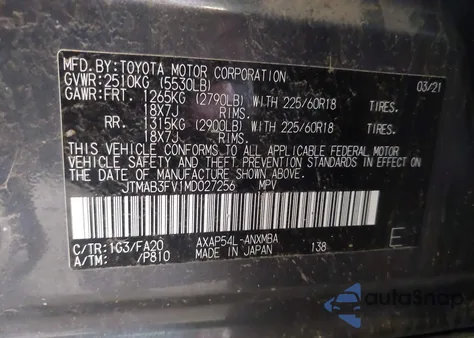 MFD.BY:TOYOTA MOTOR CORPORATION
03/21
GVWR:2510KG (5530LB)
GAWR:FRT. 1265KG (2790LB) WITH 225/60R18 TIRES.
18X7J RIMS.
RR. 1315KG (2900LB) WITH 225/60R18 TIRES.
18X7J RIMS.
THIS VEHICLE CONFORMS TO ALL APPLICABLE FEDERAL MOTOR
VEHICLE SAFETY AND THEFT PREVENTION STANDARDS IN EFFECT ON
THE DATE OF MANUFACTURE SHOWN ABOVE.
JTMAB3FV1MD027256 MPV
C/TR:1G3/FA20 AXAP54L-ANXMBA
A/TM: /P810 MADE IN JAPAN 138
E
autoSnap